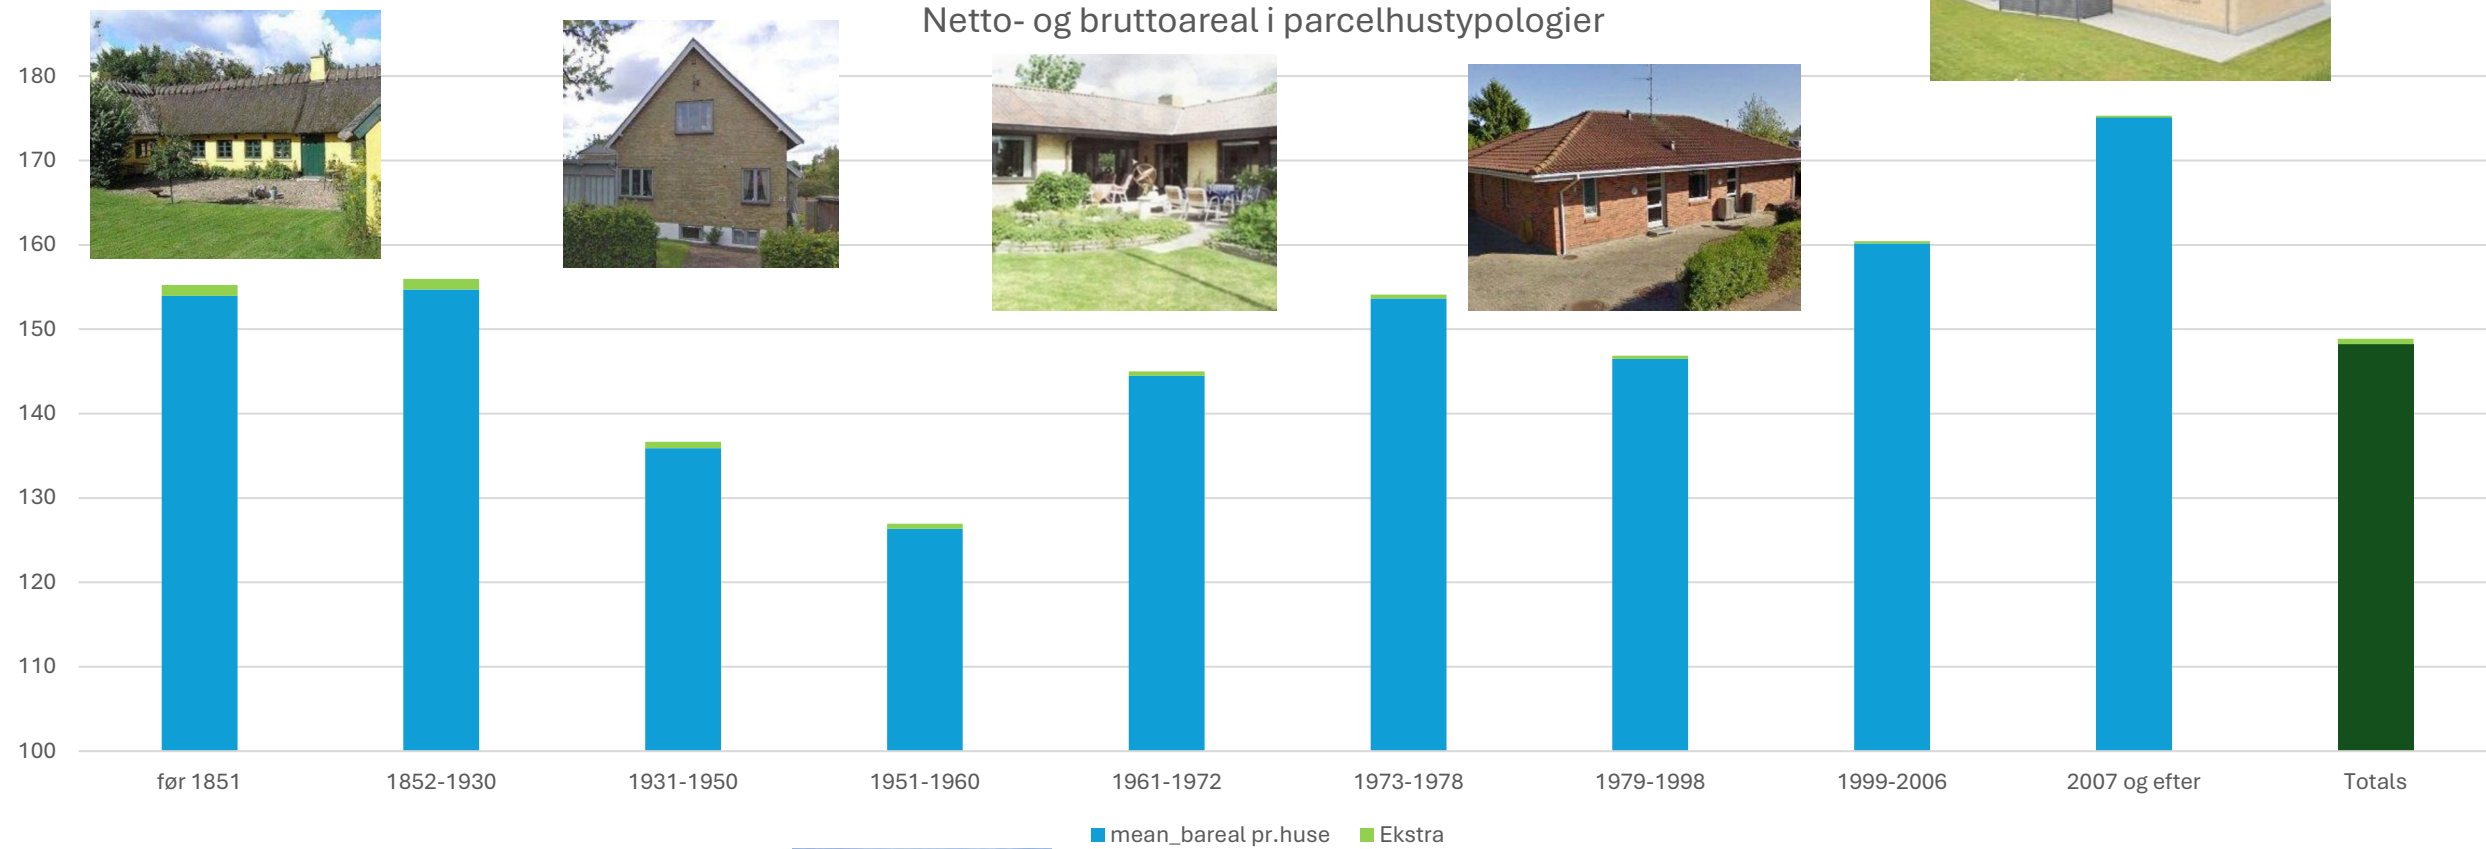 Netto- og bruttoareal i parcelhustypologier
180
170
160
150
140
130
120
110
100
før 1851
1852-1930
1931-1950
1951-1960
1961-1972
1973-1978
1979-1998
1999-2006
2007 og efter
Totals
mean_bareal pr.huse
Ekstra